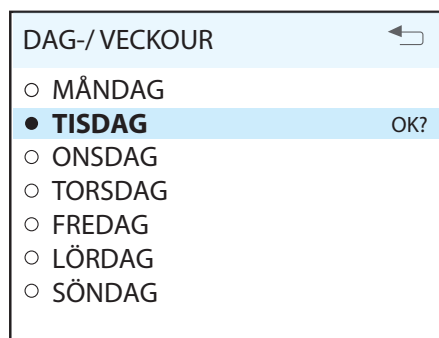 DAG-/ VECKOUR
MÅNDAG
TISDAG OK?
ONSDAG
TORSDAG
FREDAG
LÖRDAG
SÖNDAG